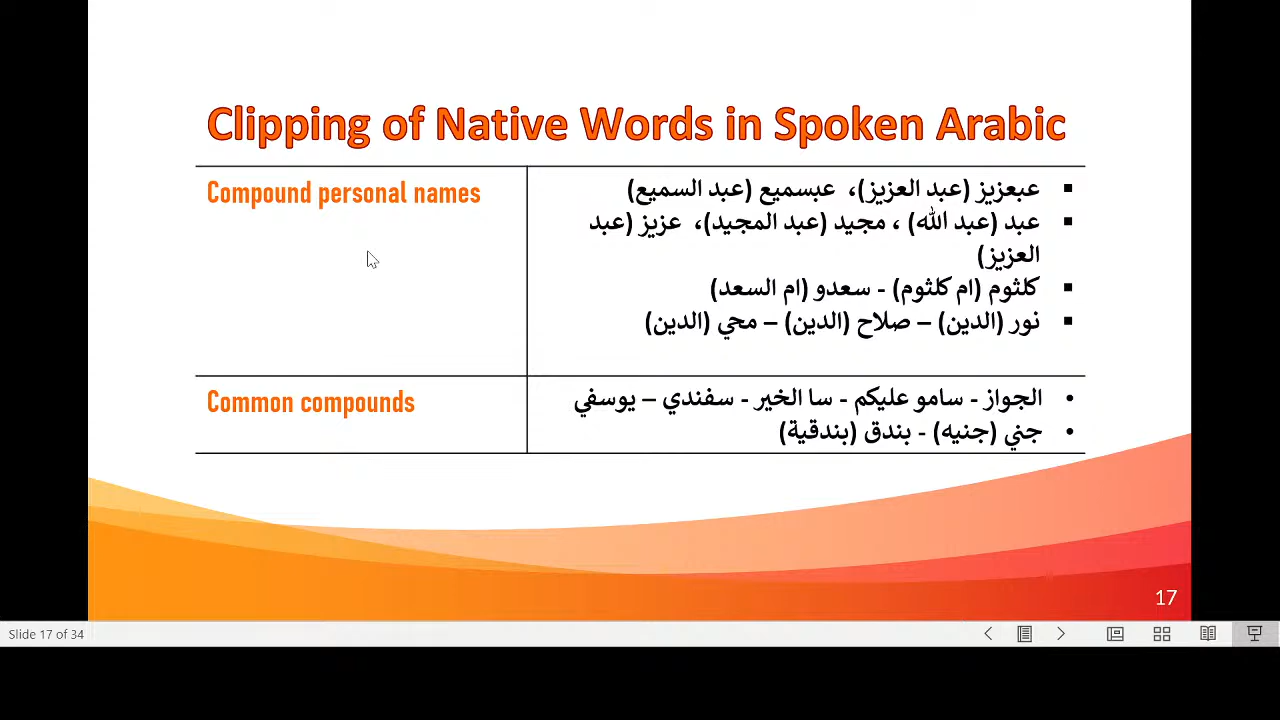 Clipping of Native Words in Spoken Arabic
Compound personal names
▪ عبعزيز (عبد العزيز)، عبسميع (عبد السميع)
▪ عبد (عبد الله) ، مجيد (عبد المجيد)، عزيز (عبد
العزيز)
▪ كلثوم (ام كلثوم) - سعدو (ام السعد)
▪ نور (الدين) – صلاح (الدين) – محي (الدين)
Common compounds
• الجواز - سامو عليكم - سا الخير - سفندي – يوسفي
• جني (جنيه) - بندق (بندقية)
17
Slide 17 of 34